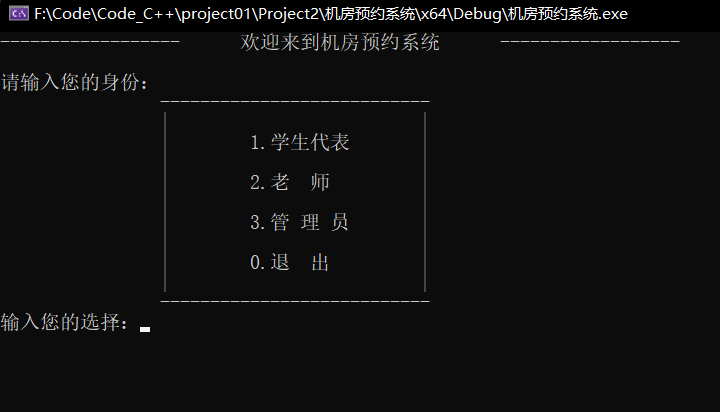 F:\Code\Code_C++\project01\Project2\机房预约系统\x64\Debug\机房预约系统.exe
------------------ 欢迎来到机房预约系统 ------------------
请输入您的身份:
---------------------------
1.学生代表
2.老  师
3.管 理 员
0.退  出
---------------------------
输入您的选择: